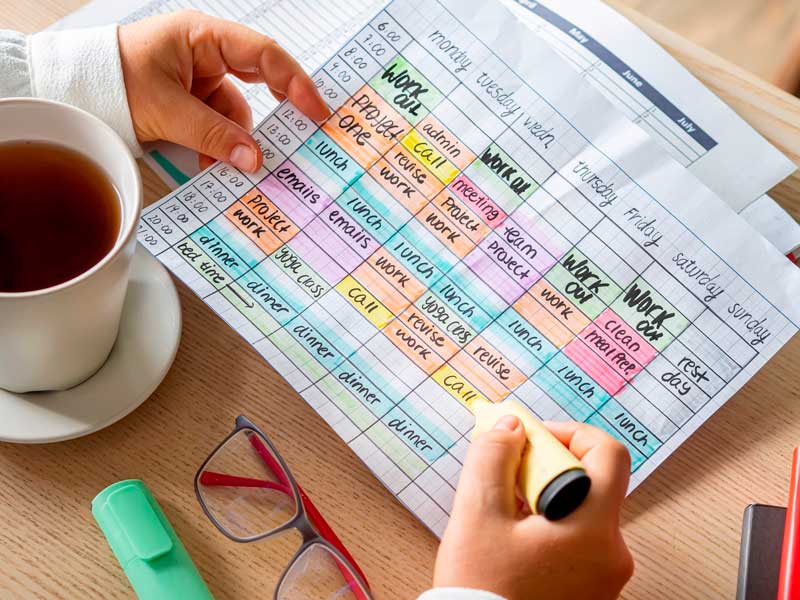 May
June
July
monday tuesday wedn.
thursday friday saturday sunday
6.00
7:00
8:00
9.00
10.00
12:00
13:00
16.00
17:00
18.00
19.00
20.00
21.00
WORK
OUT
PROJECT
ONE
lunch
emails
project
work
dinner
bed time
admin
Call
revise
work
lunch
emails
yoga class
dinner
WORK OUT
meeting
project
work
lunch
work
Call
dinner
team
project
lunch
yoga class
revise
work
dinner
WORK
OUT
work
lunch
revise
Call
dinner
WORK
OUT
clean
meal prep!
lunch
rest
day
lunch